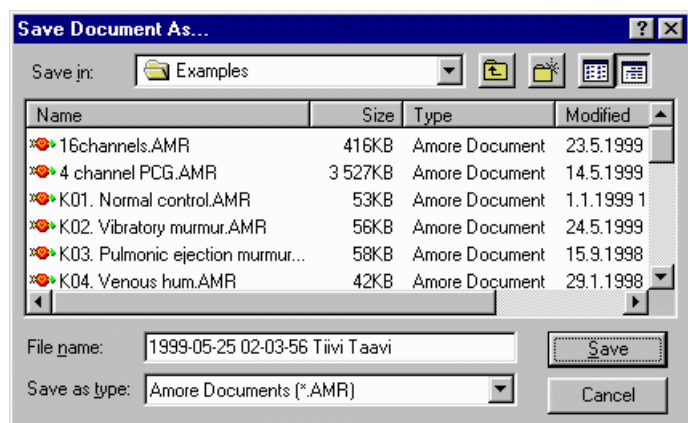 Save Document As...
Save in: Examples
Name Size Type Modified
16channels.AMR 416KB Amore Document 23.5.1999
4 channel PCG.AMR 3 527KB Amore Document 14.5.1999
K01. Normal control.AMR 53KB Amore Document 1.1.1999 1
K02. Vibratory murmur.AMR 56KB Amore Document 24.5.1999
K03. Pulmonic ejection murmur... 58KB Amore Document 15.9.1998
K04. Venous hum.AMR 42KB Amore Document 29.1.1998
File name: 1999-05-25 02-03-56 Tiivi Taavi Save
Save as type: Amore Documents (*.AMR) Cancel